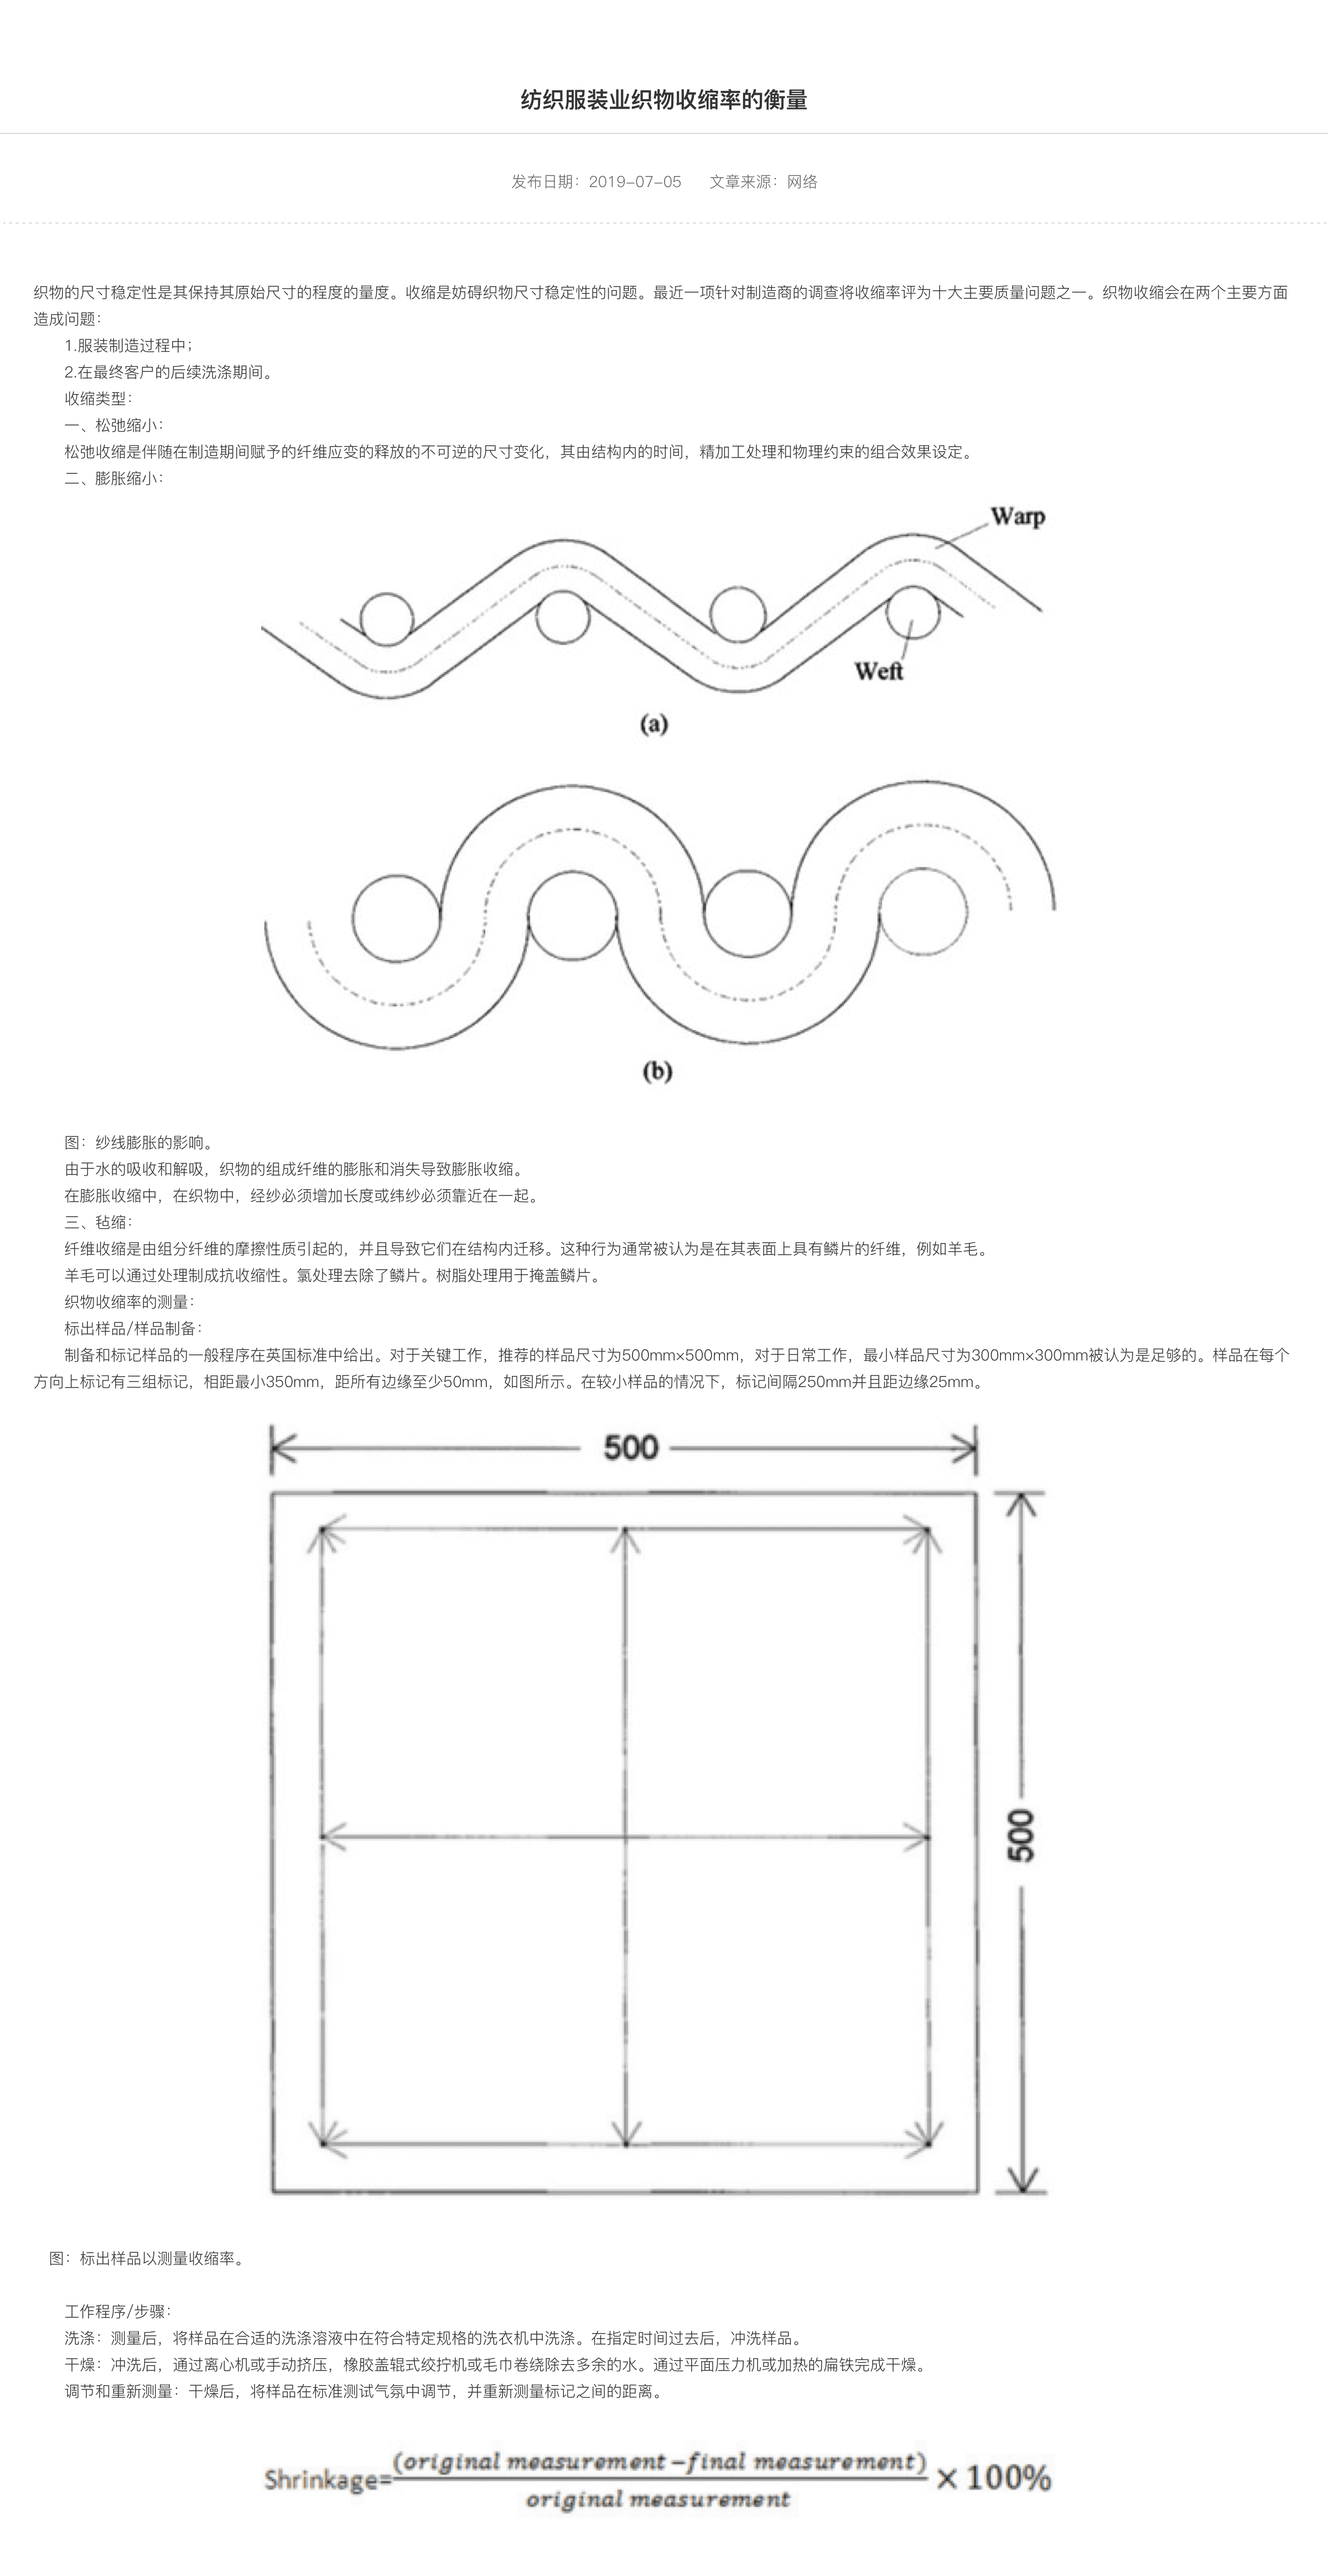 纺织服装业织物收缩率的衡量
发布日期：2019-07-05 文章来源：网络
织物的尺寸稳定性是其保持其原始尺寸的程度的量度。收缩是妨碍织物尺寸稳定性的问题。最近一项针对制造商的调查将收缩率评为十大主要质量问题之一。织物收缩会在两个主要方面
造成问题：
1.服装制造过程中；
2.在最终客户的后续洗涤期间。
收缩类型：
一、松弛缩小：
松弛收缩是伴随在制造期间赋予的纤维应变的释放的不可逆的尺寸变化，其由结构内的时间，精加工处理和物理约束的组合效果设定。
二、膨胀缩小：
Warp
Weft
(a)
(b)
图：纱线膨胀的影响。
由于水的吸收和解吸，织物的组成纤维的膨胀和消失导致膨胀收缩。
在膨胀收缩中，在织物中，经纱必须增加长度或纬纱必须靠近在一起。
三、毡缩：
纤维收缩是由组分纤维的摩擦性质引起的，并且导致它们在结构内迁移。这种行为通常被认为是在其表面上具有鳞片的纤维，例如羊毛。
羊毛可以通过处理制成抗收缩性。氯处理去除了鳞片。树脂处理用于掩盖鳞片。
织物收缩率的测量：
标出样品/样品制备：
制备和标记样品的一般程序在英国标准中给出。对于关键工作，推荐的样品尺寸为500mm×500mm，对于日常工作，最小样品尺寸为300mm×300mm被认为是足够的。样品在每个
方向上标记有三组标记，相距最小350mm，距所有边缘至少50mm，如图所示。在较小样品的情况下，标记间隔250mm并且距边缘25mm。
500
500
图：标出样品以测量收缩率。
工作程序/步骤：
洗涤：测量后，将样品在合适的洗涤溶液中在符合特定规格的洗衣机中洗涤。在指定时间过去后，冲洗样品。
干燥：冲洗后，通过离心机或手动挤压，橡胶盖辊式绞拧机或毛巾卷绕除去多余的水。通过平面压力机或加热的扁铁完成干燥。
调节和重新测量：干燥后，将样品在标准测试气氛中调节，并重新测量标记之间的距离。
Shrinkage=(original measurement−final measurement)/original measurement × 100%